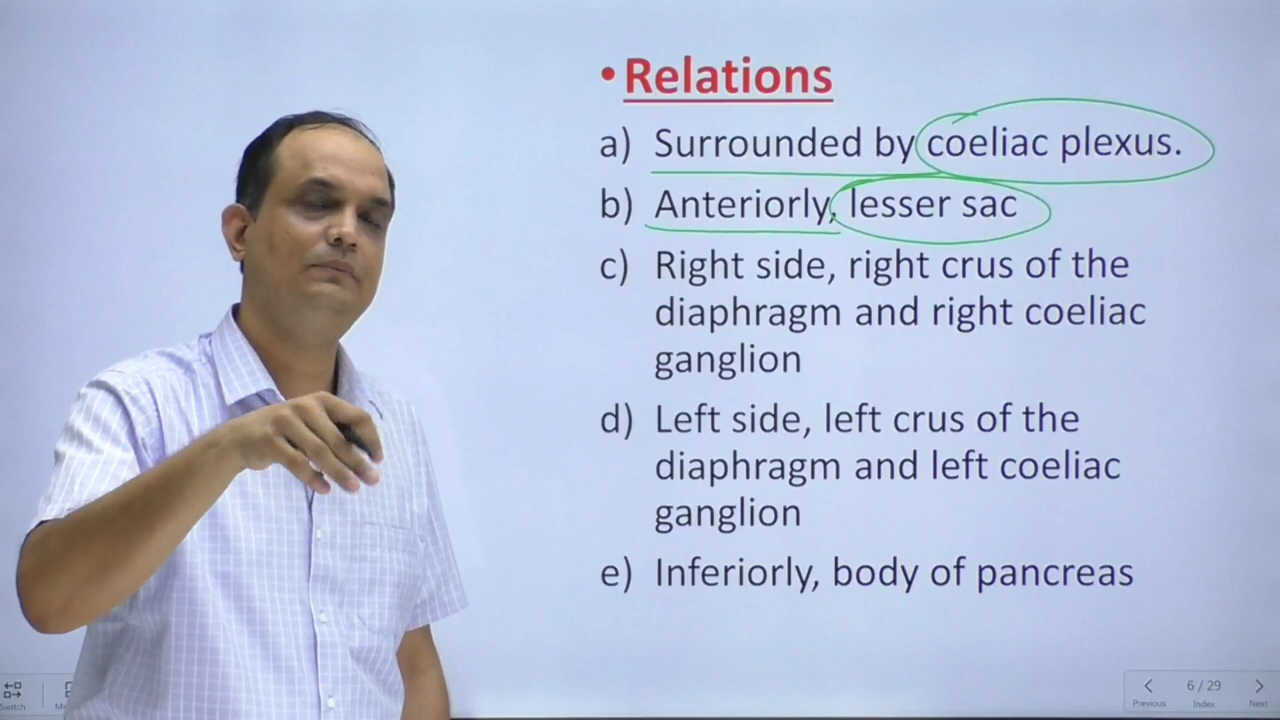 • Relations
a) Surrounded by coeliac plexus.
b) Anteriorly, lesser sac
c) Right side, right crus of the
diaphragm and right coeliac
ganglion
d) Left side, left crus of the
diaphragm and left coeliac
ganglion
e) Inferiorly, body of pancreas
Switch
6 / 29
Previous Index Next